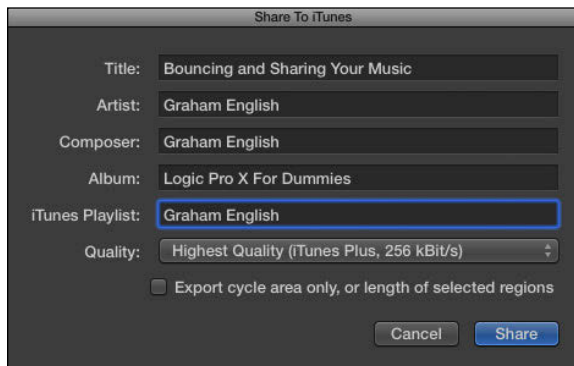 Share To iTunes
Title: Bouncing and Sharing Your Music
Artist: Graham English
Composer: Graham English
Album: Logic Pro X For Dummies
iTunes Playlist: Graham English
Quality: Highest Quality (iTunes Plus, 256 kBit/s)
Export cycle area only, or length of selected regions
Cancel Share